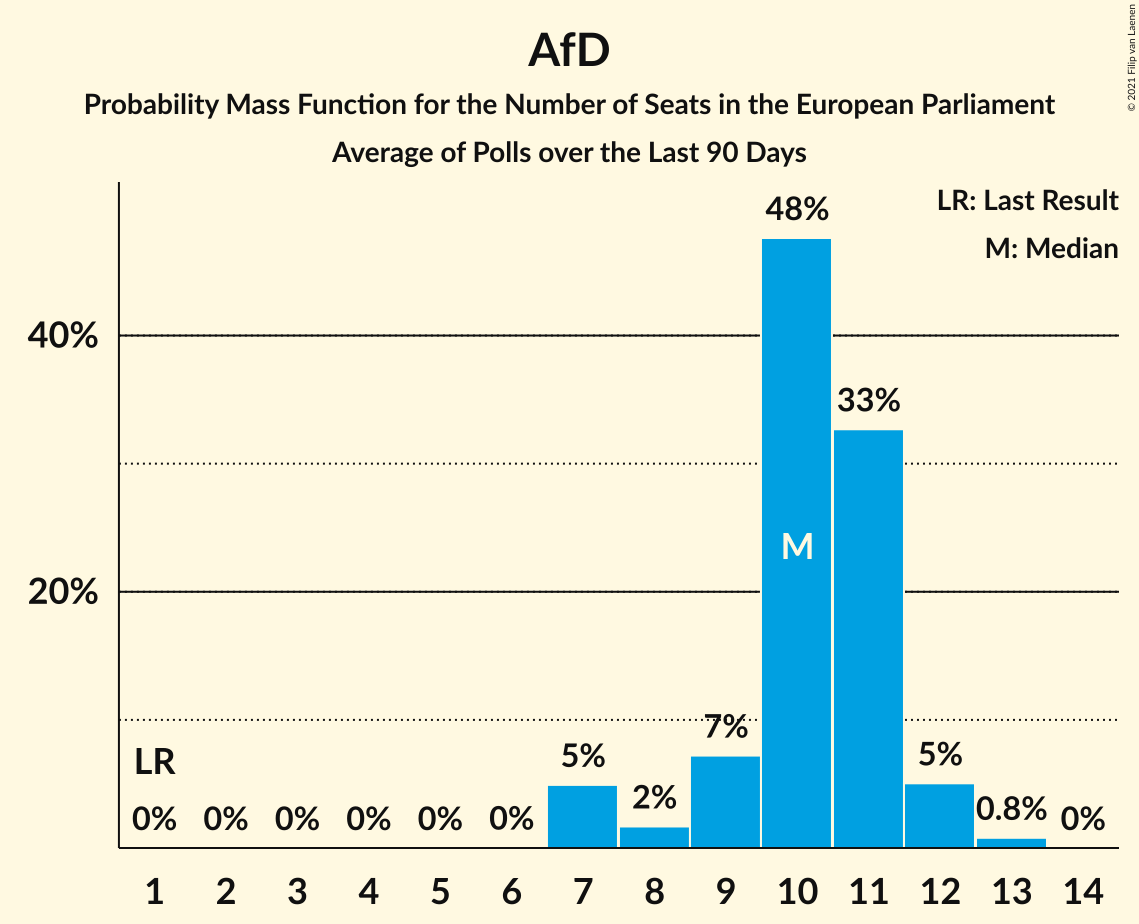 AfD
Probability Mass Function for the Number of Seats in the European Parliament
Average of Polls over the Last 90 Days
© 2021 Filip van Laenen
LR: Last Result
M: Median
48%
40%
33%
M
20%
7%
LR
5%
5%
2%
0.8%
0% 0% 0% 0% 0% 0% 0%
1 2 3 4 5 6 7 8 9 10 11 12 13 14